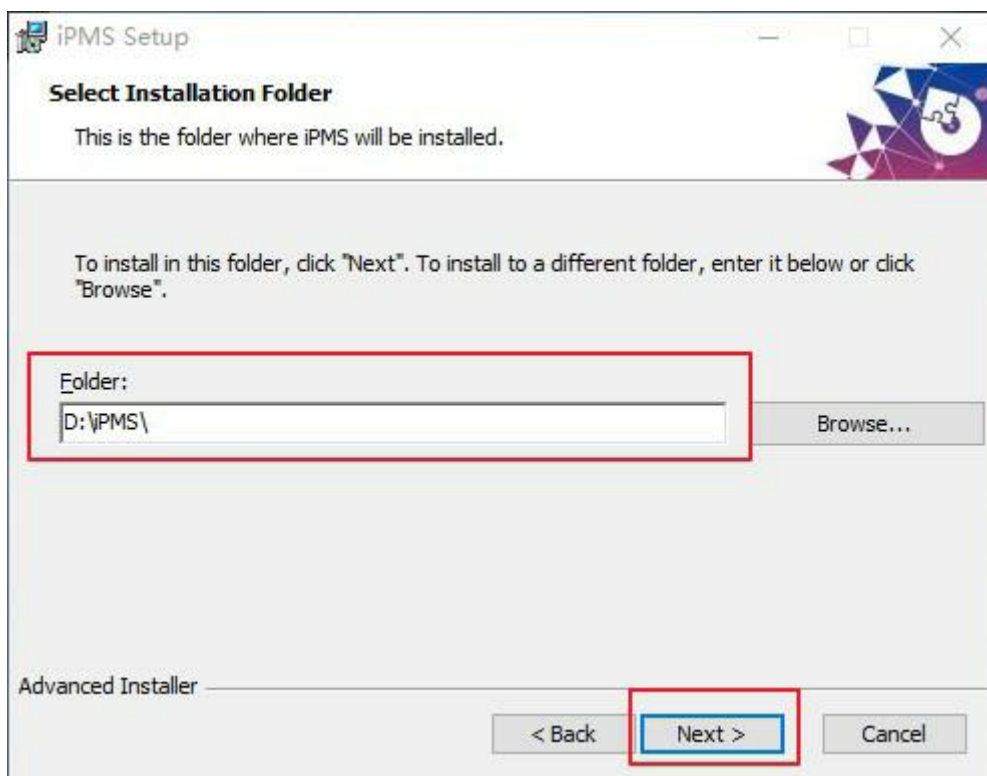 iPMS Setup
Select Installation Folder
This is the folder where iPMS will be installed.
To install in this folder, click "Next". To install to a different folder, enter it below or click
"Browse".
Folder:
D:\iPMS\
Browse...
Advanced Installer
< Back
Next >
Cancel